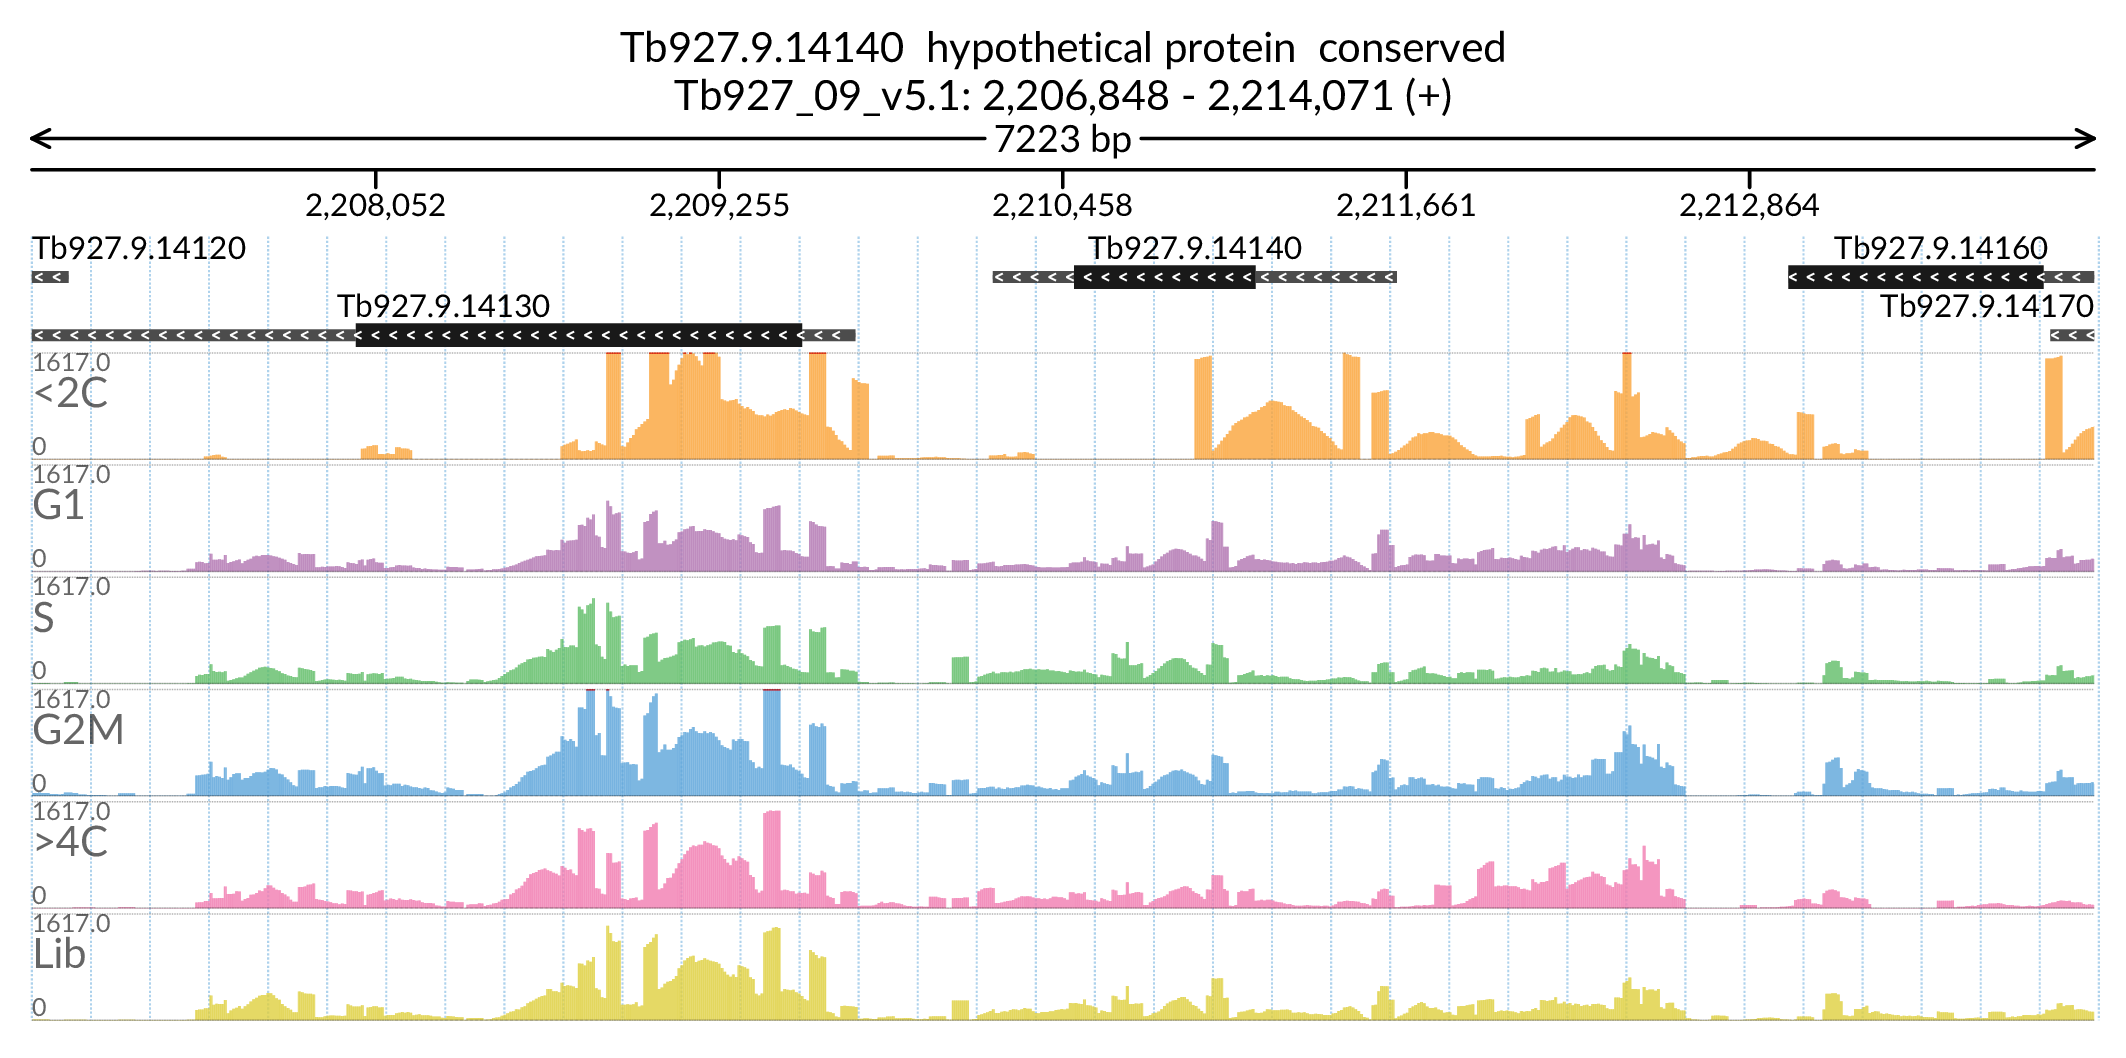 Tb927.9.14140 hypothetical protein conserved
Tb927_09_v5.1: 2,206,848 - 2,214,071 (+)
7223 bp
2,208,052 2,209,255 2,210,458 2,211,661 2,212,864
Tb927.9.14120 Tb927.9.14140 Tb927.9.14160
Tb927.9.14130 Tb927.9.14170
1617.0
<2C
0
1617.0
G1
0
1617.0
S
0
1617.0
G2M
0
1617.0
>4C
0
1617.0
Lib
0